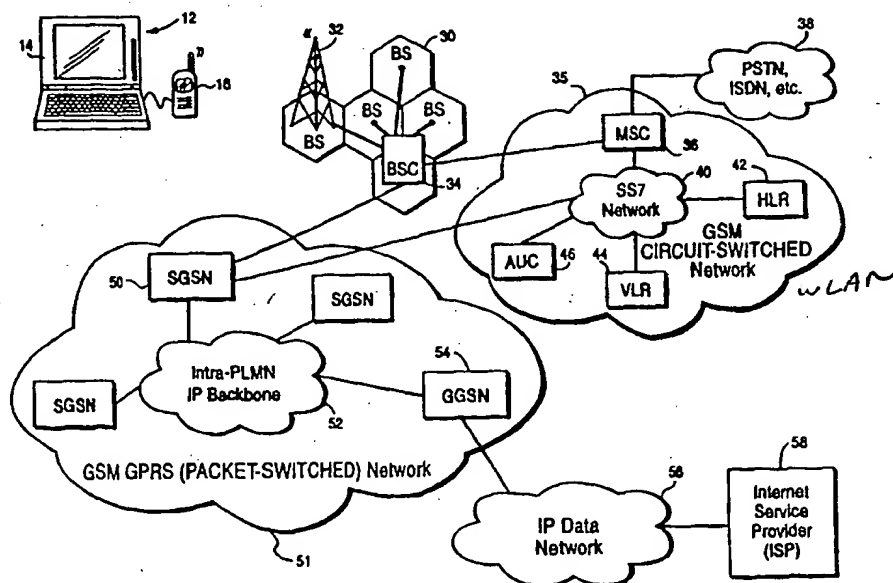 12
14
16
32
30
BS
BS
BS
BS
BSC
34
38
PSTN,
ISDN, etc.
35
MSC
36
40
42
SS7
Network
HLR
GSM
CIRCUIT-SWITCHED
Network
AUC
46
44
VLR
WLAN
50
SGSN
SGSN
SGSN
Intra-PLMN
IP Backbone
52
54
GGSN
GSM GPRS (PACKET-SWITCHED) Network
51
56
IP Data
Network
58
Internet
Service
Provider
(ISP)